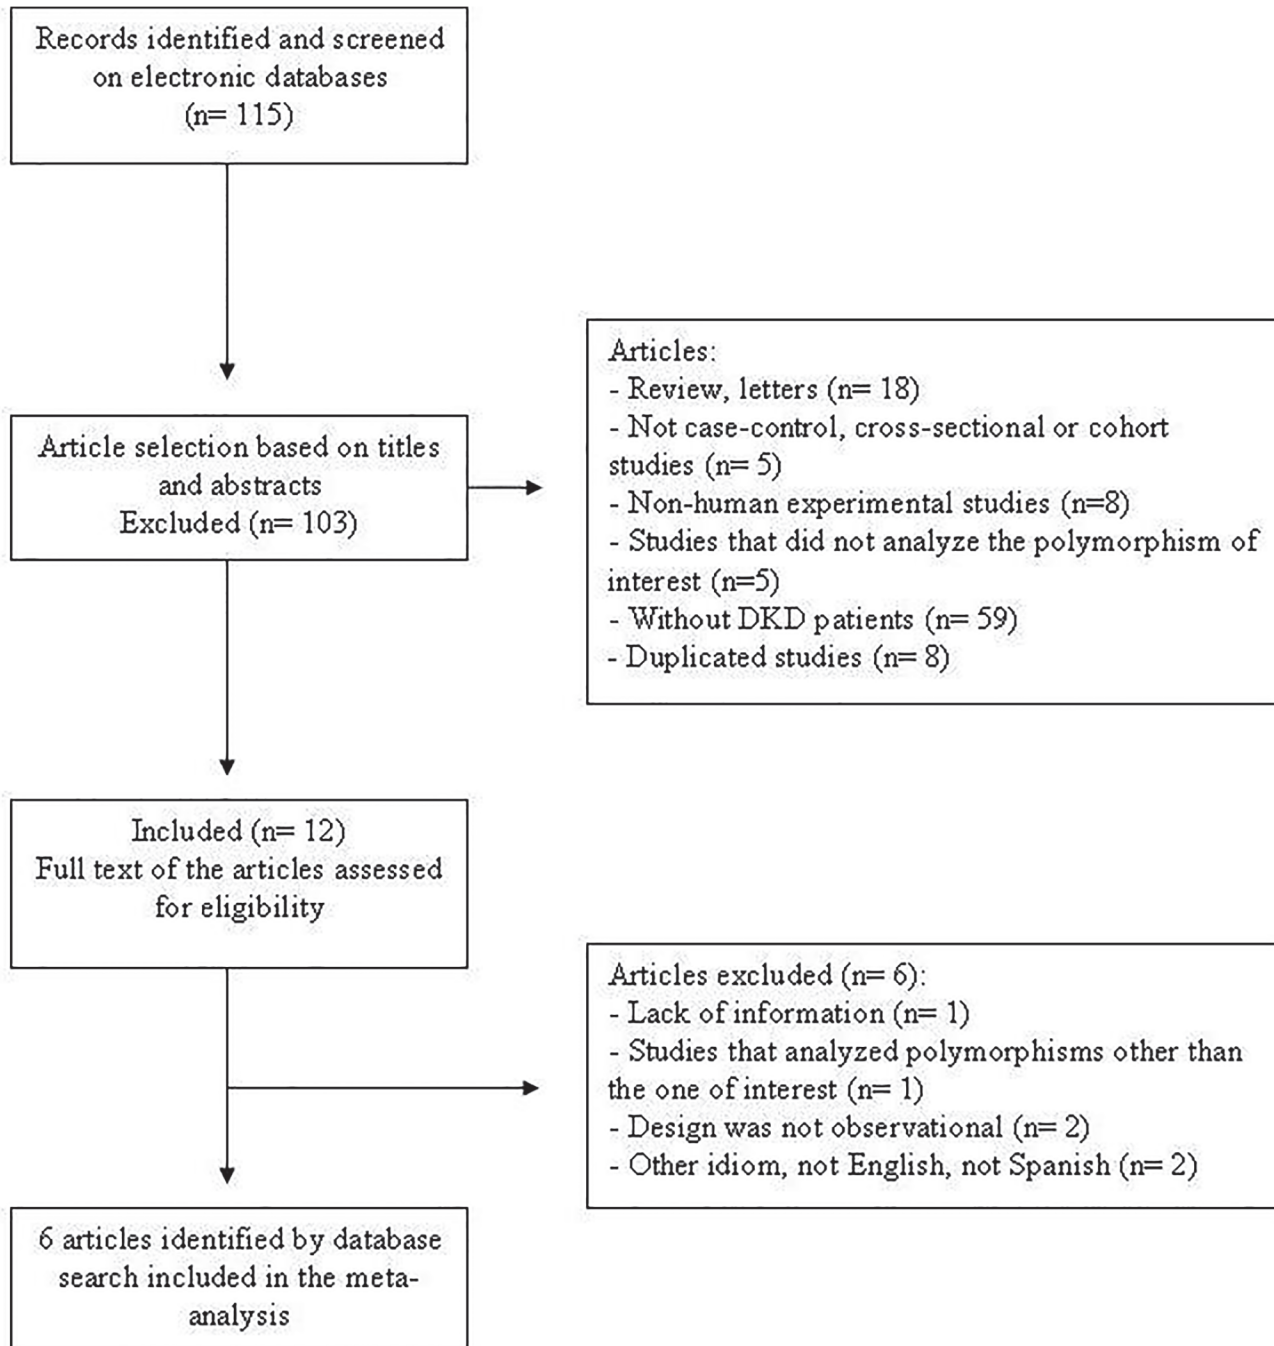 Records identified and screened
on electronic databases
(n= 115)
Article selection based on titles
and abstracts
Excluded (n= 103)
Articles:
- Review, letters (n= 18)
- Not case-control, cross-sectional or cohort
studies (n= 5)
- Non-human experimental studies (n=8)
- Studies that did not analyze the polymorphism of
interest (n=5)
- Without DKD patients (n= 59)
- Duplicated studies (n= 8)
Included (n= 12)
Full text of the articles assessed
for eligibility
Articles excluded (n= 6):
- Lack of information (n= 1)
- Studies that analyzed polymorphisms other than
the one of interest (n= 1)
- Design was not observational (n= 2)
- Other idiom, not English, not Spanish (n= 2)
6 articles identified by database
search included in the meta-
analysis